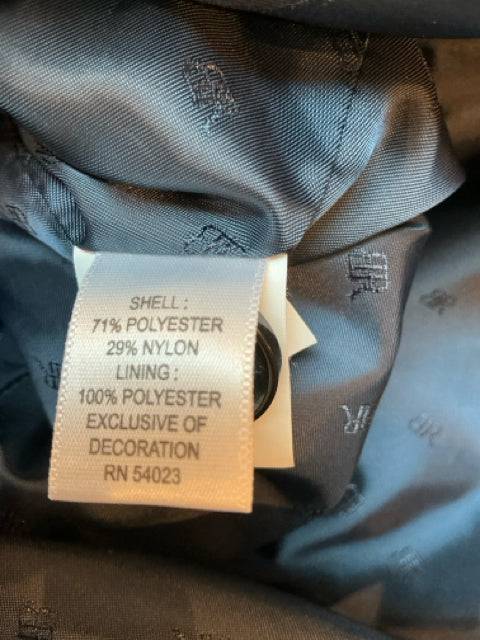 SHELL :
71% POLYESTER
29% NYLON
LINING :
100% POLYESTER
EXCLUSIVE OF
DECORATION
RN 54023